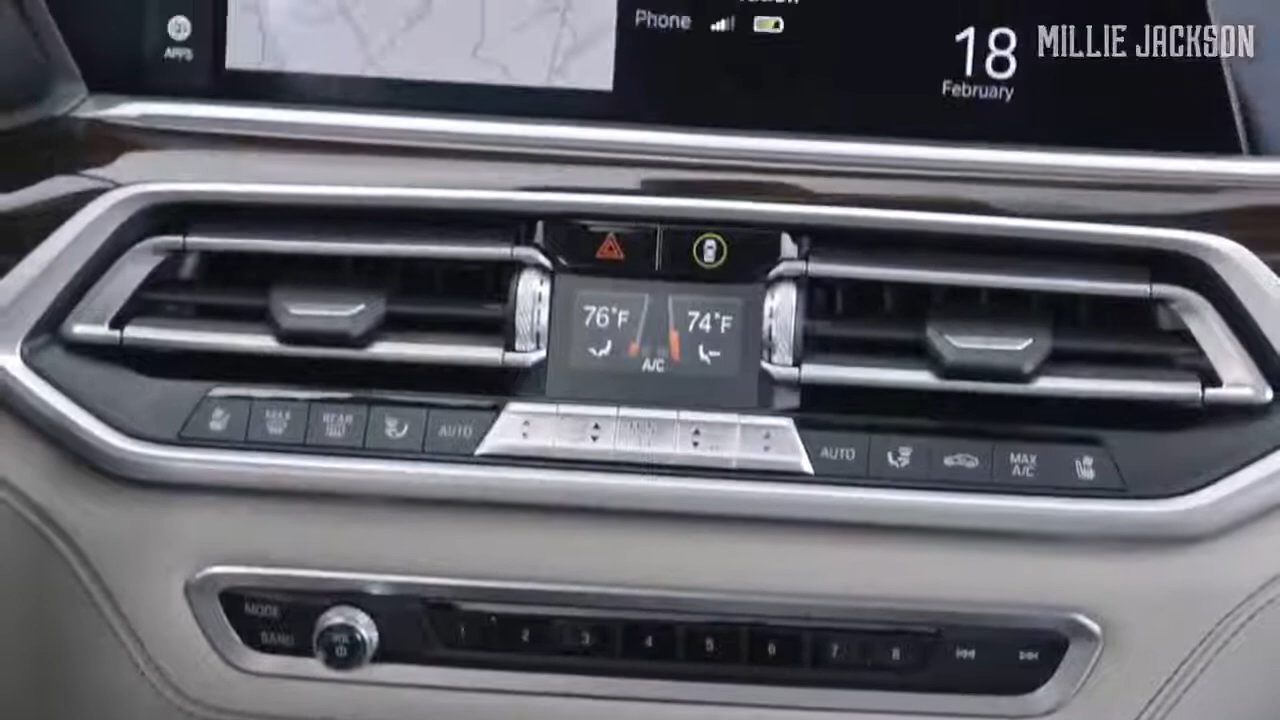 Phone
APPS
18
February
MILLIE JACKSON
76°F
74°F
A/C
MAX
REAR
AUTO
AUTO
MAX
A/C
MODE
BAND
VOL
1 2 3 4 5 6 7 8